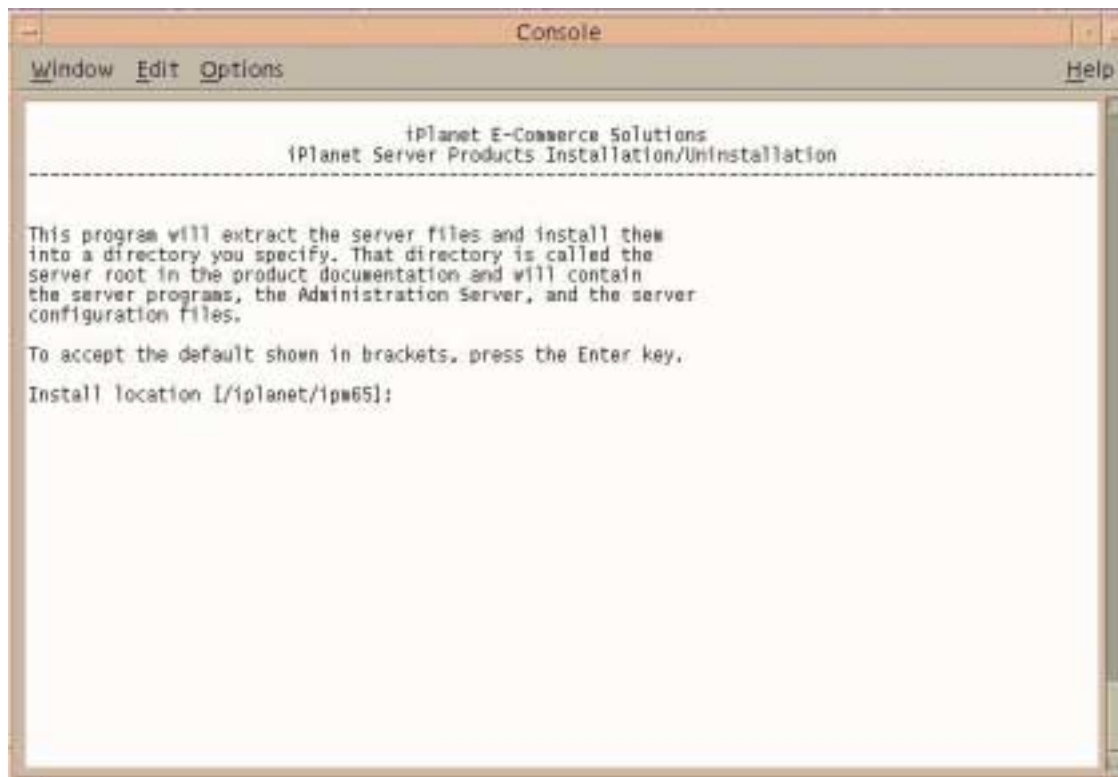 Console
Window Edit Options Help
iPlanet E-Commerce Solutions
iPlanet Server Products Installation/Uninstallation
This program will extract the server files and install them
into a directory you specify. That directory is called the
server root in the product documentation and will contain
the server programs, the Administration Server, and the server
configuration files.
To accept the default shown in brackets, press the Enter key.
Install location [/iplanet/ipm65]: